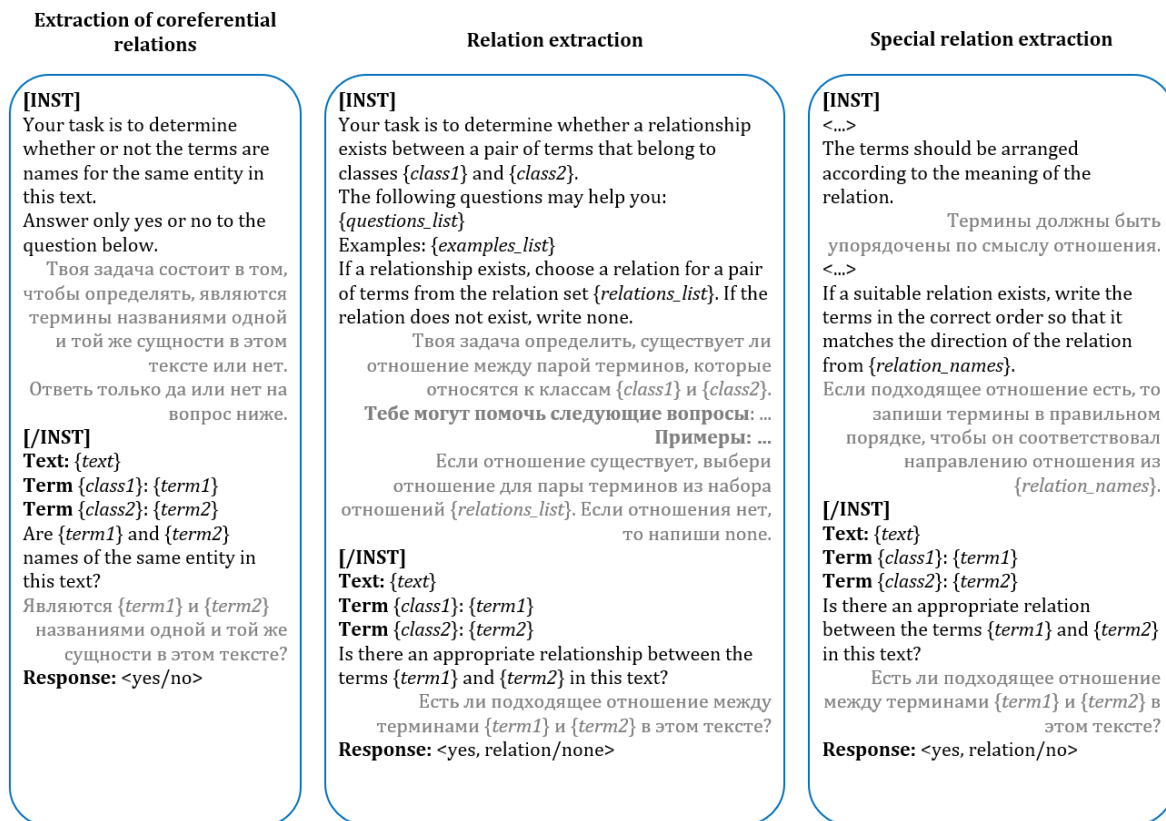 Extraction of coreferential
relations
[INST]
Your task is to determine
whether or not the terms are
names for the same entity in
this text.
Answer only yes or no to the
question below.
Твоя задача состоит в том,
чтобы определять, являются
термины названиями одной
и той же сущности в этом
тексте или нет.
Ответь только да или нет на
вопрос ниже.
[/INST]
Text: {text}
Term {class1}: {term1}
Term {class2}: {term2}
Are {term1} and {term2}
names of the same entity in
this text?
Являются {term1} и {term2}
названиями одной и той же
сущности в этом тексте?
Response: <yes/no>
Relation extraction
[INST]
Your task is to determine whether a relationship
exists between a pair of terms that belong to
classes {class1} and {class2}.
The following questions may help you:
{questions_list}
Examples: {examples_list}
If a relationship exists, choose a relation for a pair
of terms from the relation set {relations_list}. If the
relation does not exist, write none.
Твоя задача определить, существует ли
отношение между парой терминов, которые
относятся к классам {class1} и {class2}.
Тебе могут помочь следующие вопросы: ...
Примеры: ...
Если отношение существует, выбери
отношение для пары терминов из набора
отношений {relations_list}. Если отношения нет,
то напиши none.
[/INST]
Text: {text}
Term {class1}: {term1}
Term {class2}: {term2}
Is there an appropriate relationship between the
terms {term1} and {term2} in this text?
Есть ли подходящее отношение между
терминами {term1} и {term2} в этом тексте?
Response: <yes, relation/none>
Special relation extraction
[INST]
<...>
The terms should be arranged
according to the meaning of the
relation.
Термины должны быть
упорядочены по смыслу отношения.
<...>
If a suitable relation exists, write the
terms in the correct order so that it
matches the direction of the relation
from {relation_names}.
Если подходящее отношение есть, то
запиши термины в правильном
порядке, чтобы он соответствовал
направлению отношения из
{relation_names}.
[/INST]
Text: {text}
Term {class1}: {term1}
Term {class2}: {term2}
Is there an appropriate relation
between the terms {term1} and {term2}
in this text?
Есть ли подходящее отношение
между терминами {term1} и {term2} в
этом тексте?
Response: <yes, relation/no>